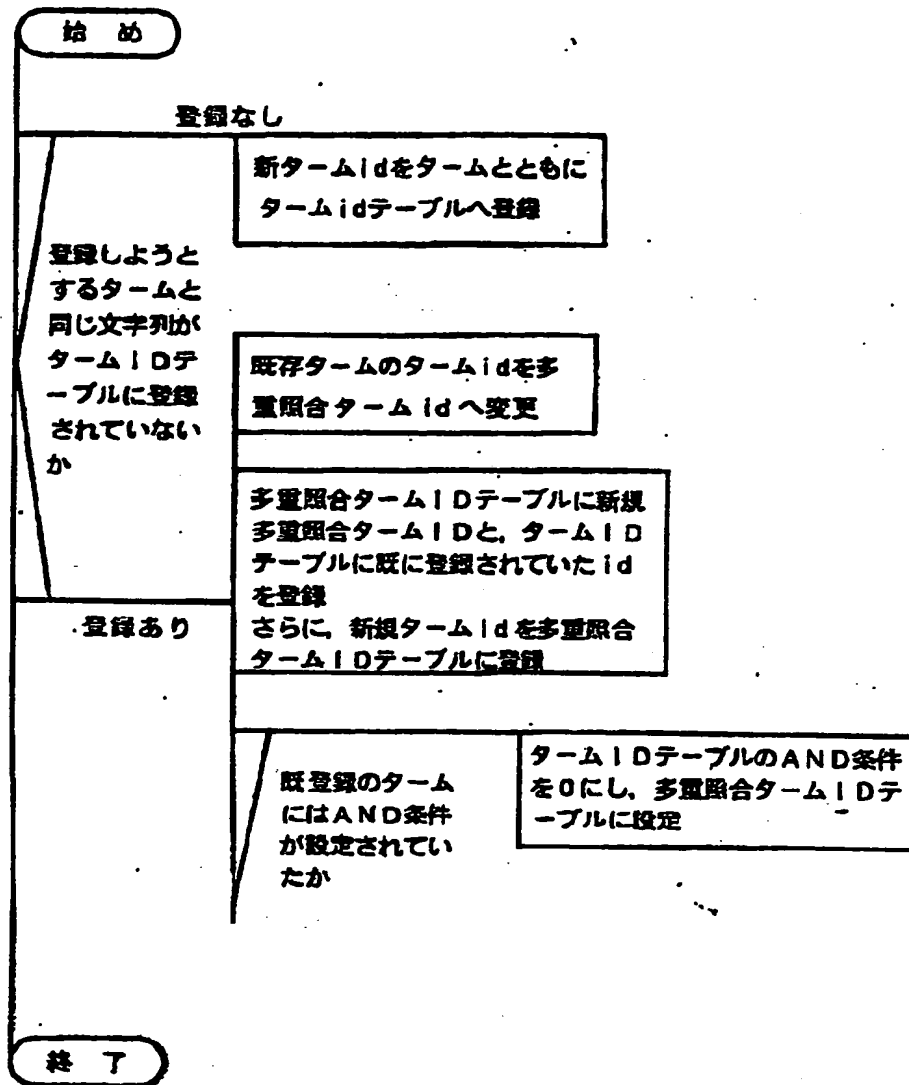 始 め
登録なし
新タームidをタームとともに
タームidテーブルへ登録
登録しようと
するタームと
同じ文字列が
タームIDテ
ーブルに登録
されていない
か
既存タームのタームidを多
重照合タームidへ変更
多重照合タームIDテーブルに新規
多重照合タームIDと，タームID
テーブルに既に登録されていたid
を登録
さらに，新規タームidを多重照合
タームIDテーブルに登録
登録あり
既登録のターム
にはAND条件
が設定されてい
たか
タームIDテーブルのAND条件
を0にし，多重照合タームIDテ
ーブルに設定
終 了